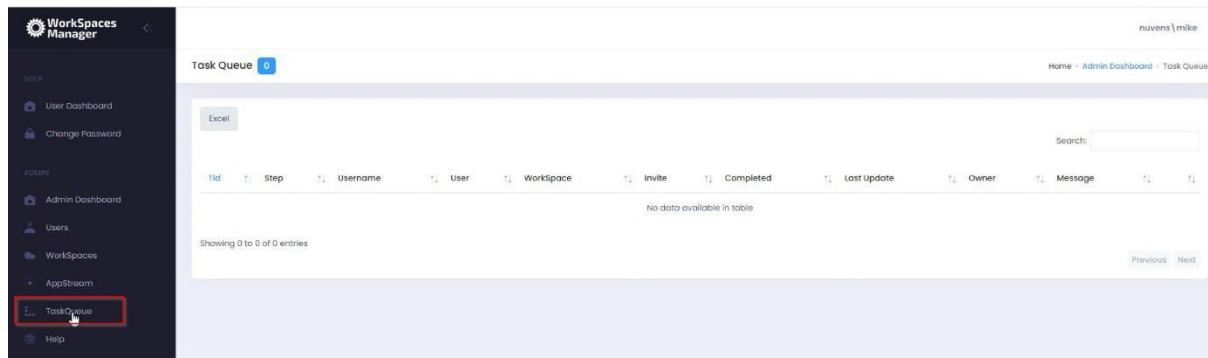 WorkSpaces
Manager
nuvens\mike
Task Queue 0
Home - Admin Dashboard - Task Queue
USER
User Dashboard
Change Password
ADMIN
Admin Dashboard
Users
WorkSpaces
AppStream
TaskQueue
Help
Excel
Search:
Tid Step Username User WorkSpace Invite Completed Last Update Owner Message
No data available in table
Showing 0 to 0 of 0 entries
Previous Next